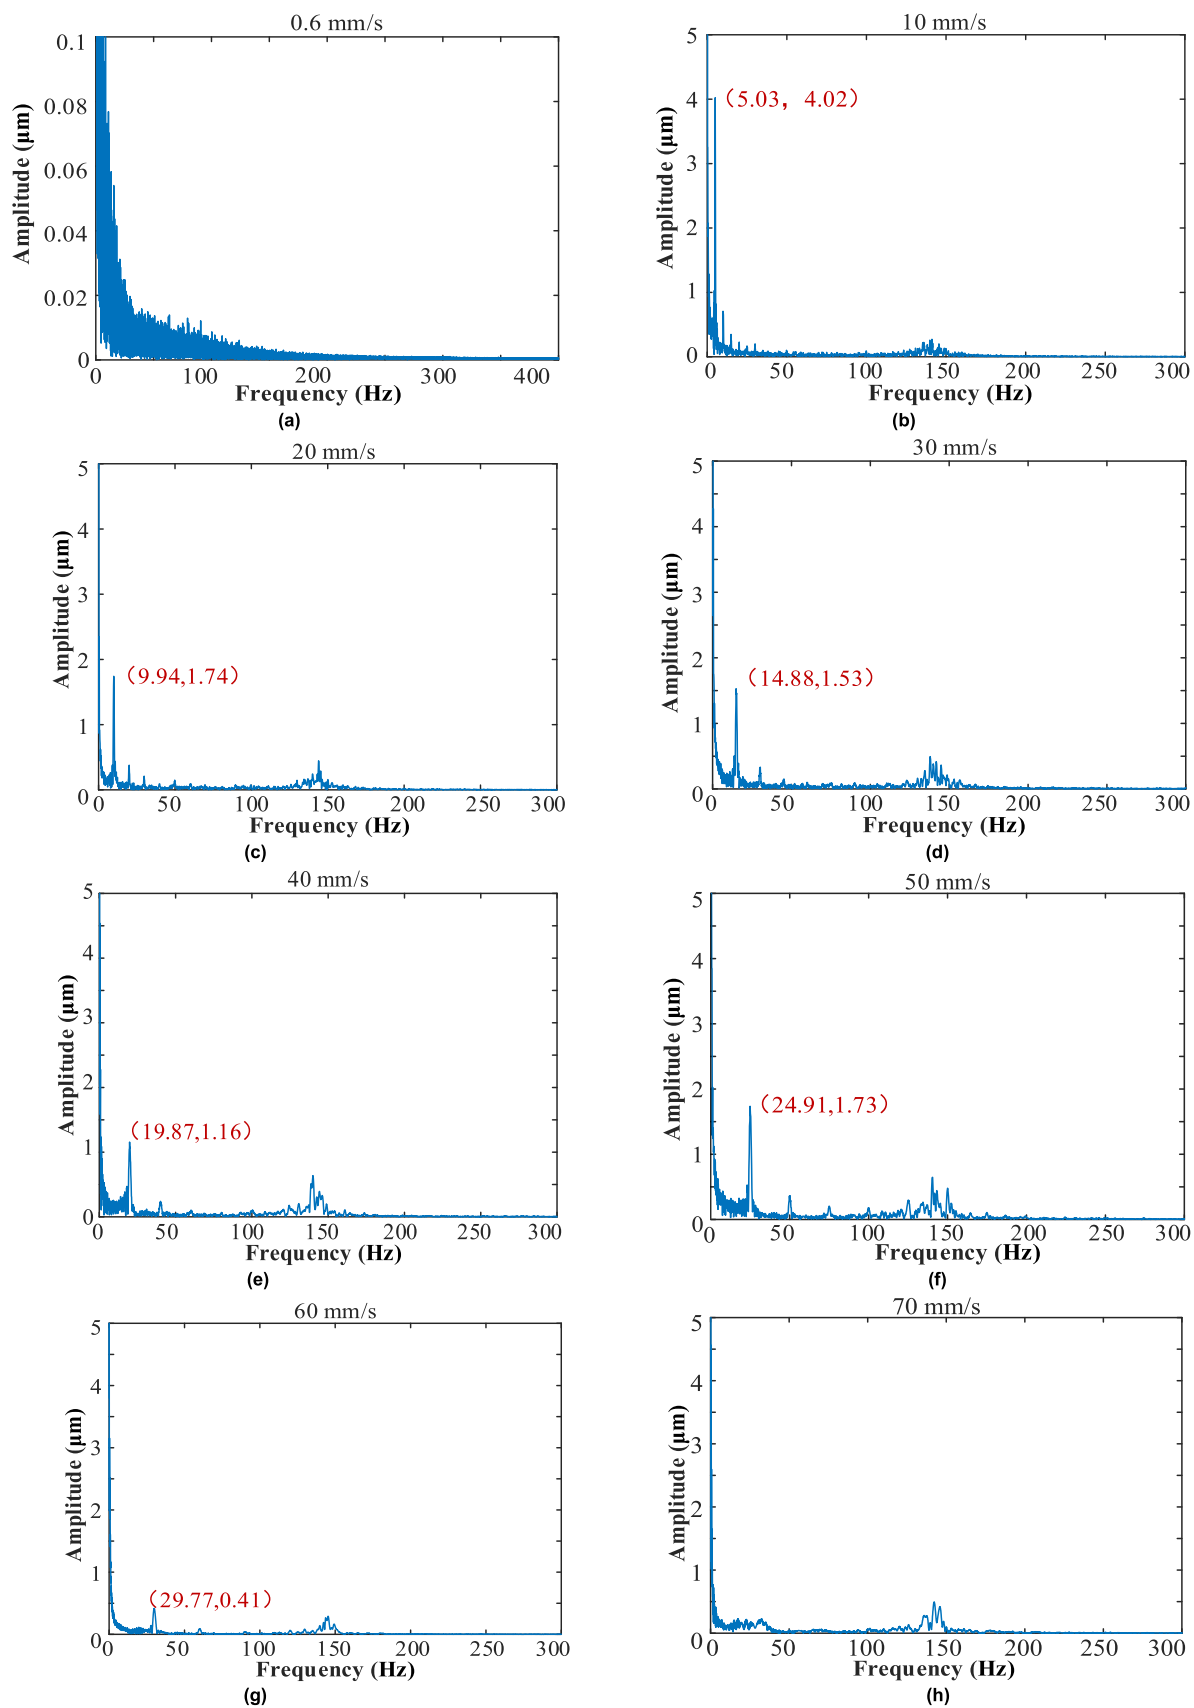 0.6 mm/s
0.1
0.08
0.06
0.04
0.02
0
Amplitude (μm)
0 100 200 300 400
Frequency (Hz)
(a)
10 mm/s
5
4
3
2
1
0
Amplitude (μm)
(5.03, 4.02)
0 50 100 150 200 250 300
Frequency (Hz)
(b)
20 mm/s
5
4
3
2
1
0
Amplitude (μm)
(9.94,1.74)
0 50 100 150 200 250 300
Frequency (Hz)
(c)
30 mm/s
5
4
3
2
1
0
Amplitude (μm)
(14.88,1.53)
0 50 100 150 200 250 300
Frequency (Hz)
(d)
40 mm/s
5
4
3
2
1
0
Amplitude (μm)
(19.87,1.16)
0 50 100 150 200 250 300
Frequency (Hz)
(e)
50 mm/s
5
4
3
2
1
0
Amplitude (μm)
(24.91,1.73)
0 50 100 150 200 250 300
Frequency (Hz)
(f)
60 mm/s
5
4
3
2
1
0
Amplitude (μm)
(29.77,0.41)
0 50 100 150 200 250 300
Frequency (Hz)
(g)
70 mm/s
5
4
3
2
1
0
Amplitude (μm)
0 50 100 150 200 250 300
Frequency (Hz)
(h)